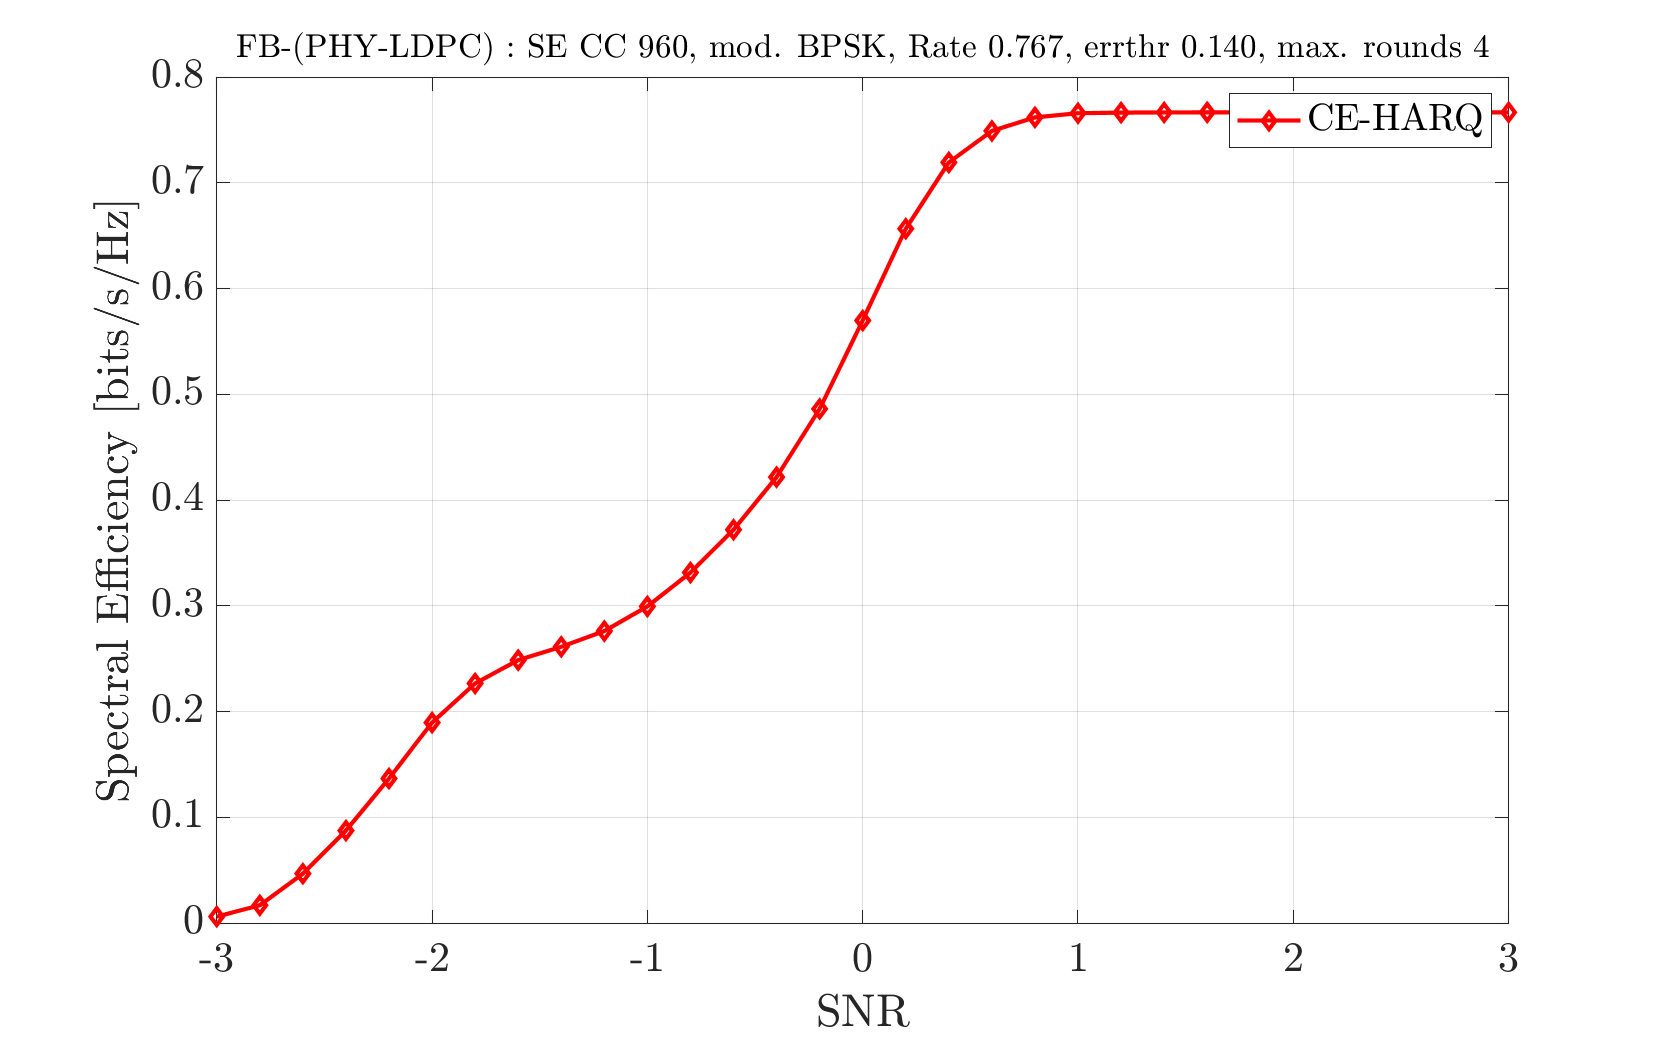 FB-(PHY-LDPC) : SE CC 960, mod. BPSK, Rate 0.767, errthr 0.140, max. rounds 4
CE-HARQ
Spectral Efficiency [bits/s/Hz]
0.8
0.7
0.6
0.5
0.4
0.3
0.2
0.1
0
-3 -2 -1 0 1 2 3
SNR